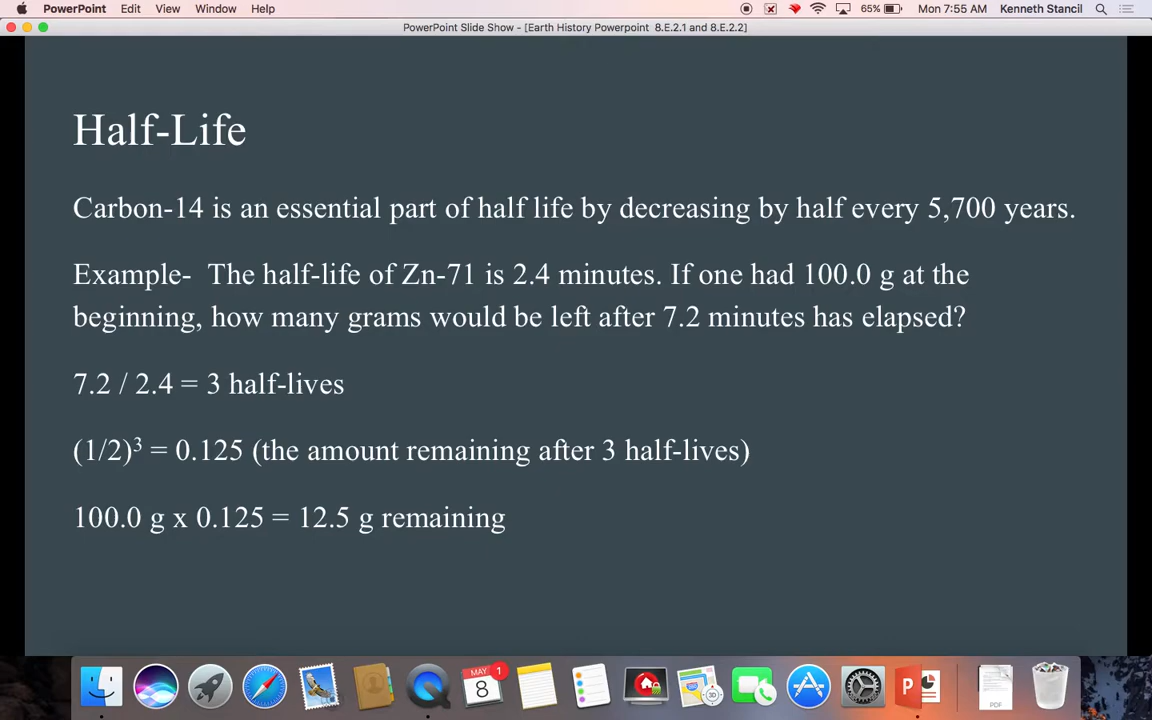 PowerPoint Edit View Window Help 65% Mon 7:55 AM Kenneth Stancil
PowerPoint Slide Show - [Earth History Powerpoint 8.E.2.1 and 8.E.2.2]
Half-Life
Carbon-14 is an essential part of half life by decreasing by half every 5,700 years.
Example- The half-life of Zn-71 is 2.4 minutes. If one had 100.0 g at the
beginning, how many grams would be left after 7.2 minutes has elapsed?
7.2 / 2.4 = 3 half-lives
(1/2)³ = 0.125 (the amount remaining after 3 half-lives)
100.0 g x 0.125 = 12.5 g remaining
MAY 1
8
3D
P
PDF